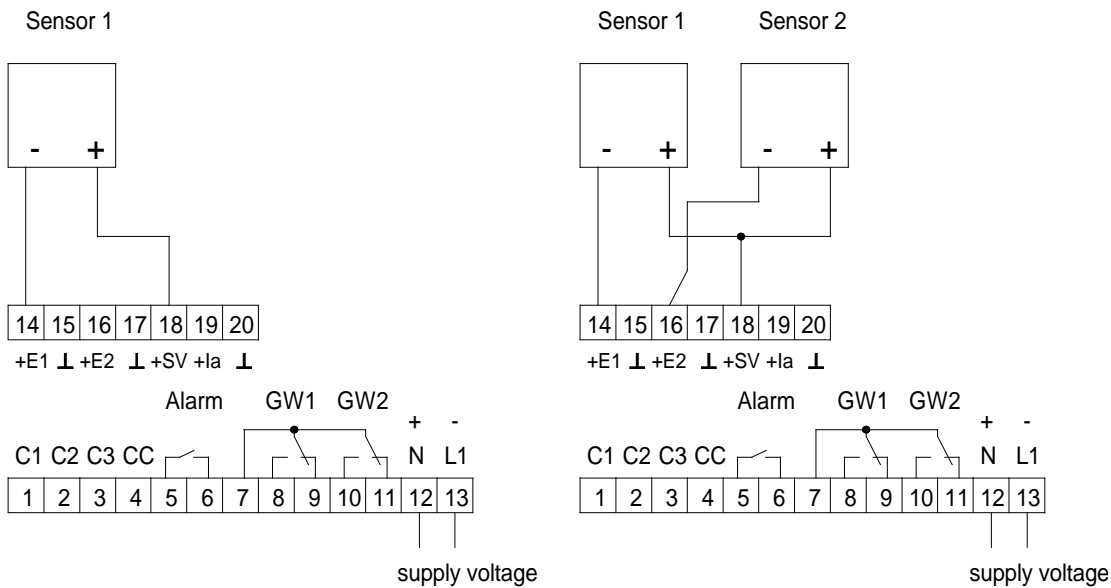 Sensor 1 Sensor 1 Sensor 2
- + - + - +
14 15 16 17 18 19 20 14 15 16 17 18 19 20
+E1 ⊥ +E2 ⊥ +SV +Ia ⊥ +E1 ⊥ +E2 ⊥ +SV +Ia ⊥
Alarm GW1 GW2 Alarm GW1 GW2
+ - + -
C1 C2 C3 CC N L1 C1 C2 C3 CC N L1
1 2 3 4 5 6 7 8 9 10 11 12 13 1 2 3 4 5 6 7 8 9 10 11 12 13
supply voltage supply voltage